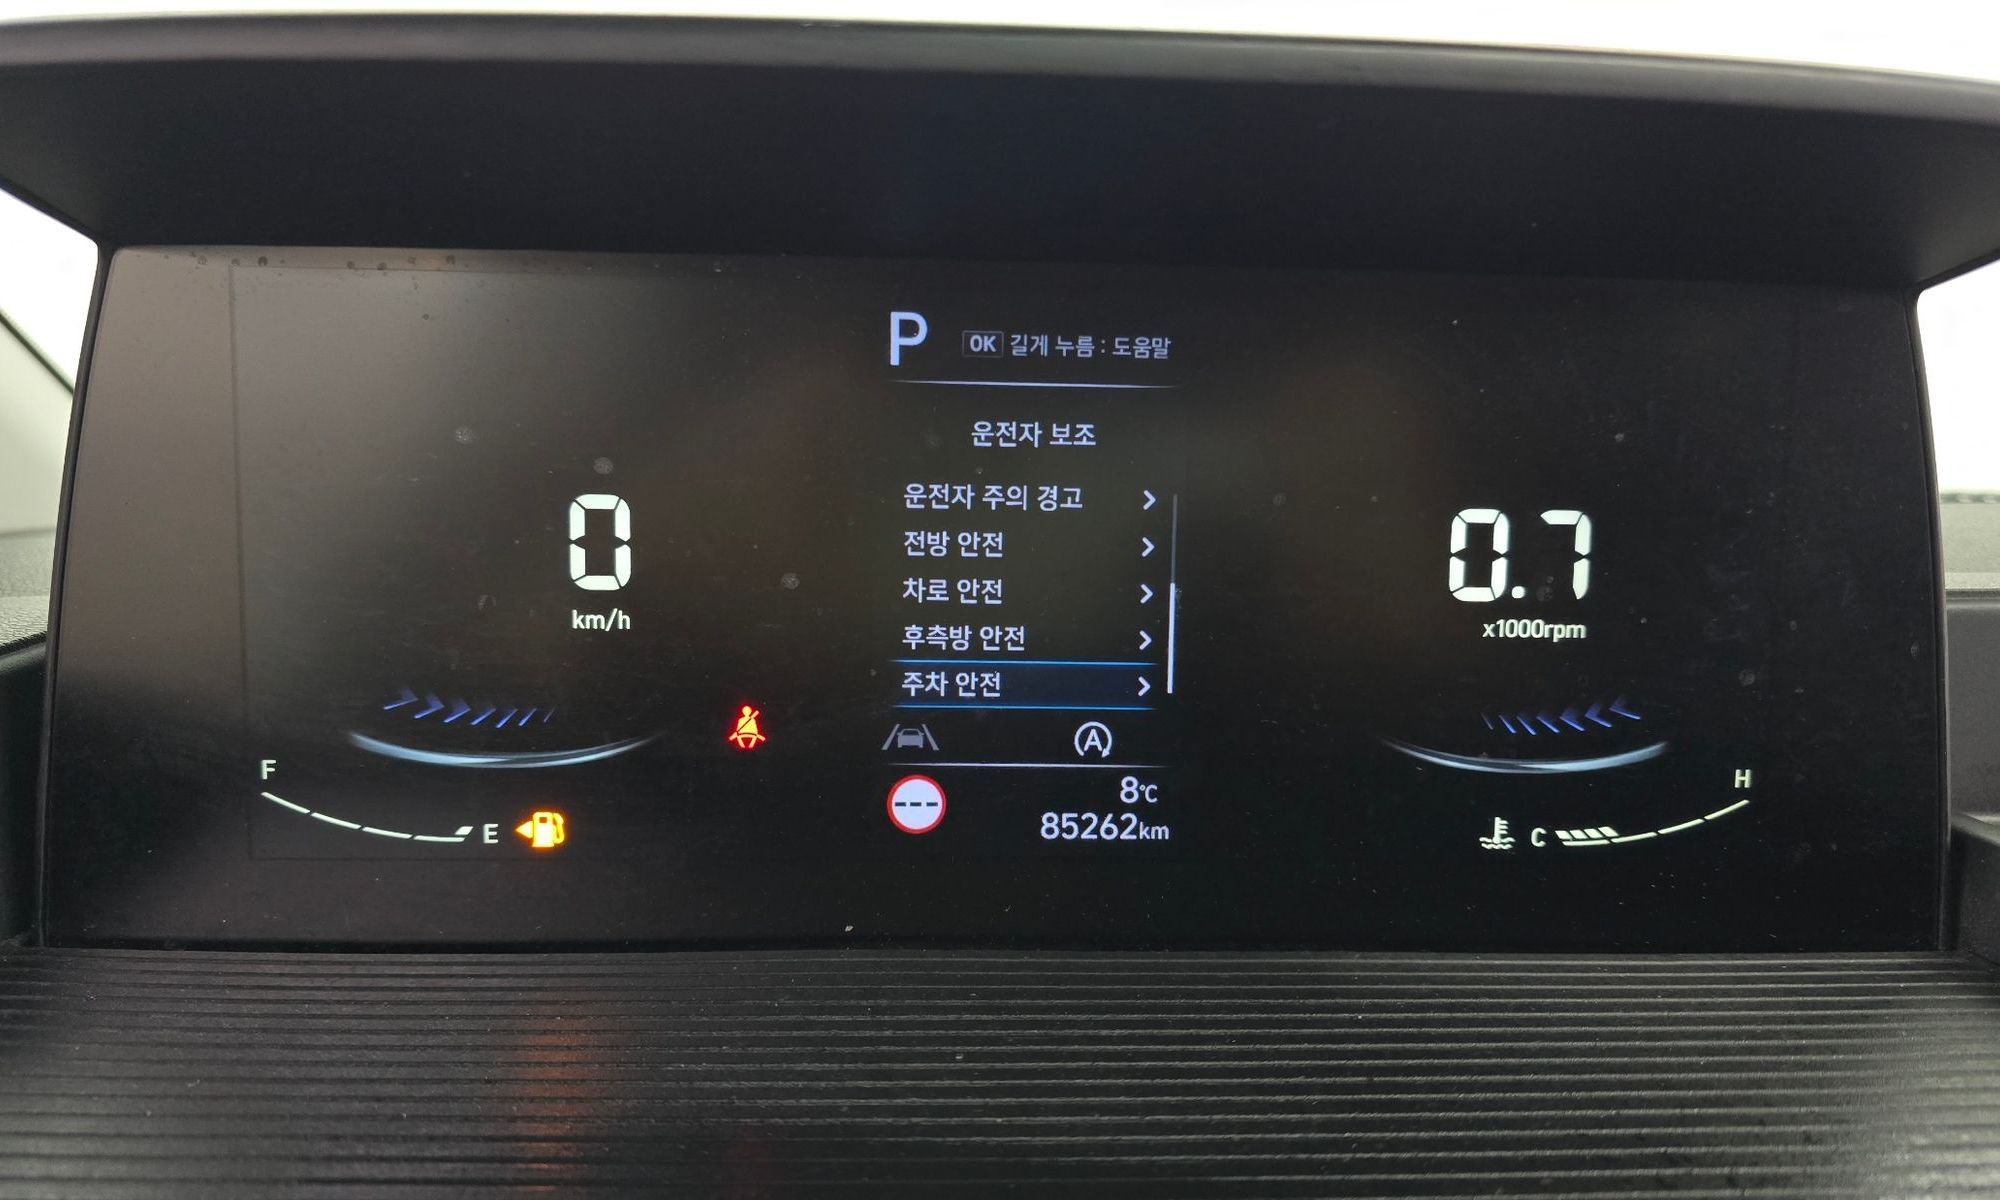 P
OK 길게 누름 : 도움말
운전자 보조
운전자 주의 경고
전방 안전
차로 안전
후측방 안전
주차 안전
0
km/h
0.7
x1000rpm
F
E
A
8℃
85262km
H
C